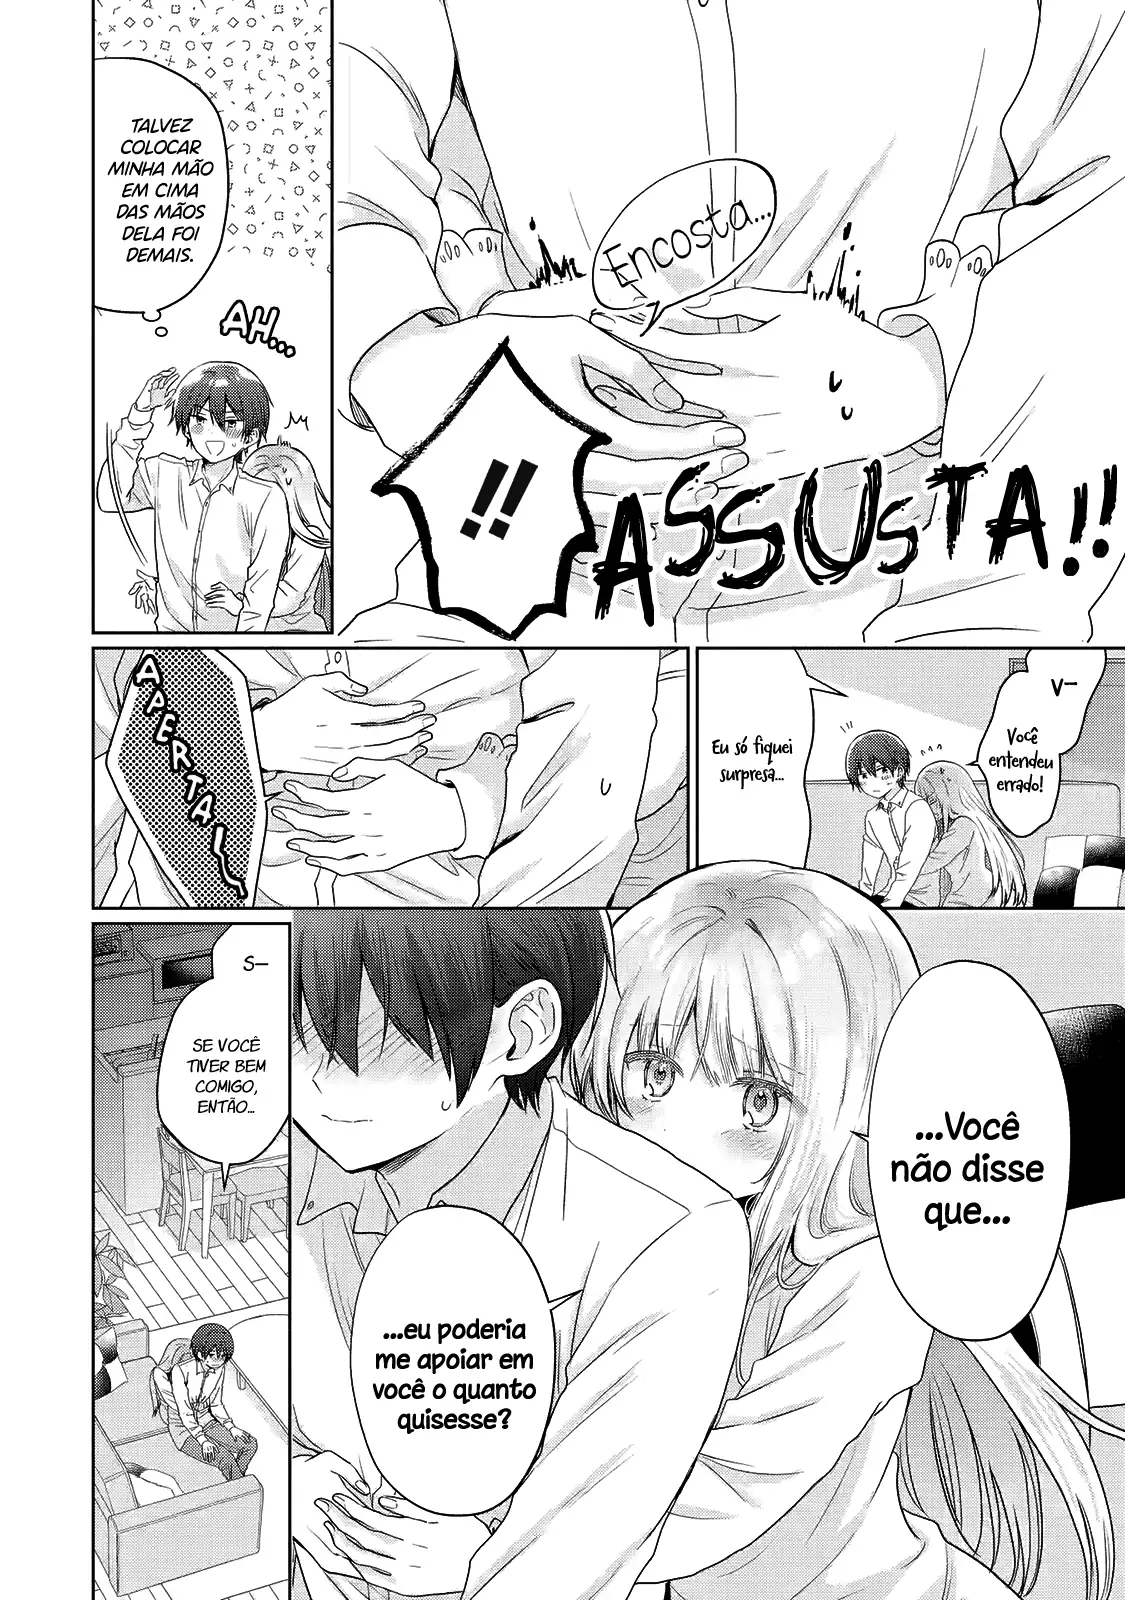 Encosta...
!!
ASSUSTA!!
TALVEZ
COLOCAR
MINHA MÃO
EM CIMA
DAS MÃOS
DELA FOI
DEMAIS.
AH...
V-
Você
entendeu
errado!
Eu só fiquei
surpresa...
APERTA!...
...Você
não disse
que...
...eu poderia
me apoiar em
você o quanto
quisesse?
S-
SE VOCÊ
TIVER BEM
COMIGO,
ENTÃO...